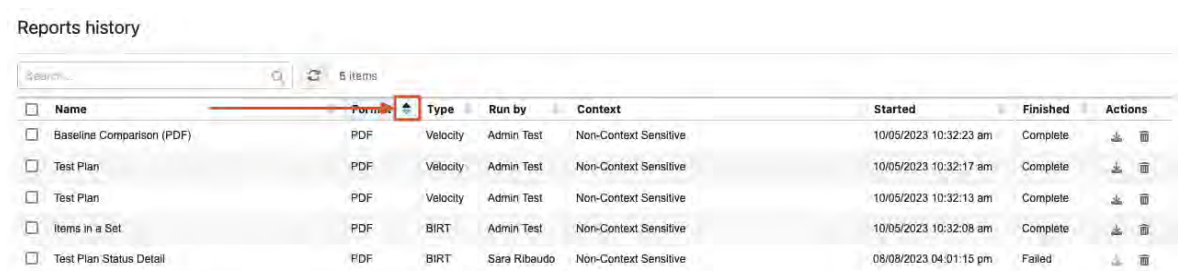 Reports history
Search... 5 items
Name Format Type Run by Context Started Finished Actions
Baseline Comparison (PDF) PDF Velocity Admin Test Non-Context Sensitive 10/05/2023 10:32:23 am Complete
Test Plan PDF Velocity Admin Test Non-Context Sensitive 10/05/2023 10:32:17 am Complete
Test Plan PDF Velocity Admin Test Non-Context Sensitive 10/05/2023 10:32:13 am Complete
Items in a Set PDF BIRT Admin Test Non-Context Sensitive 10/05/2023 10:32:08 am Complete
Test Plan Status Detail PDF BIRT Sara Ribaudo Non-Context Sensitive 08/08/2023 04:01:15 pm Failed